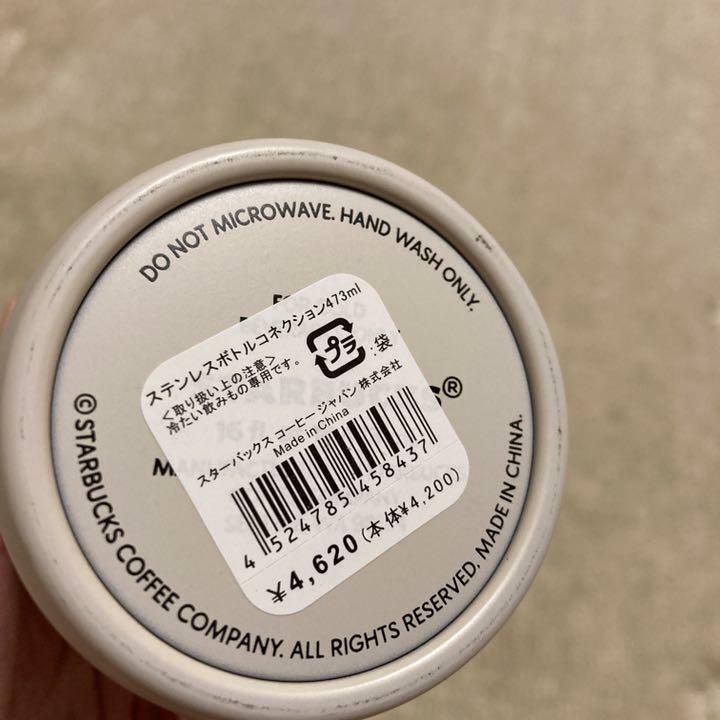 DO NOT MICROWAVE. HAND WASH ONLY.
ステンレスボトルコネクション473ml
<取り扱い上の注意>
冷たい飲みもの専用です。
プラ
:袋
スターバックス コーヒー ジャパン 株式会社
Made in China
4 524785 458437
¥4,620(本体¥4,200)
©STARBUCKS COFFEE COMPANY. ALL RIGHTS RESERVED. MADE IN CHINA.